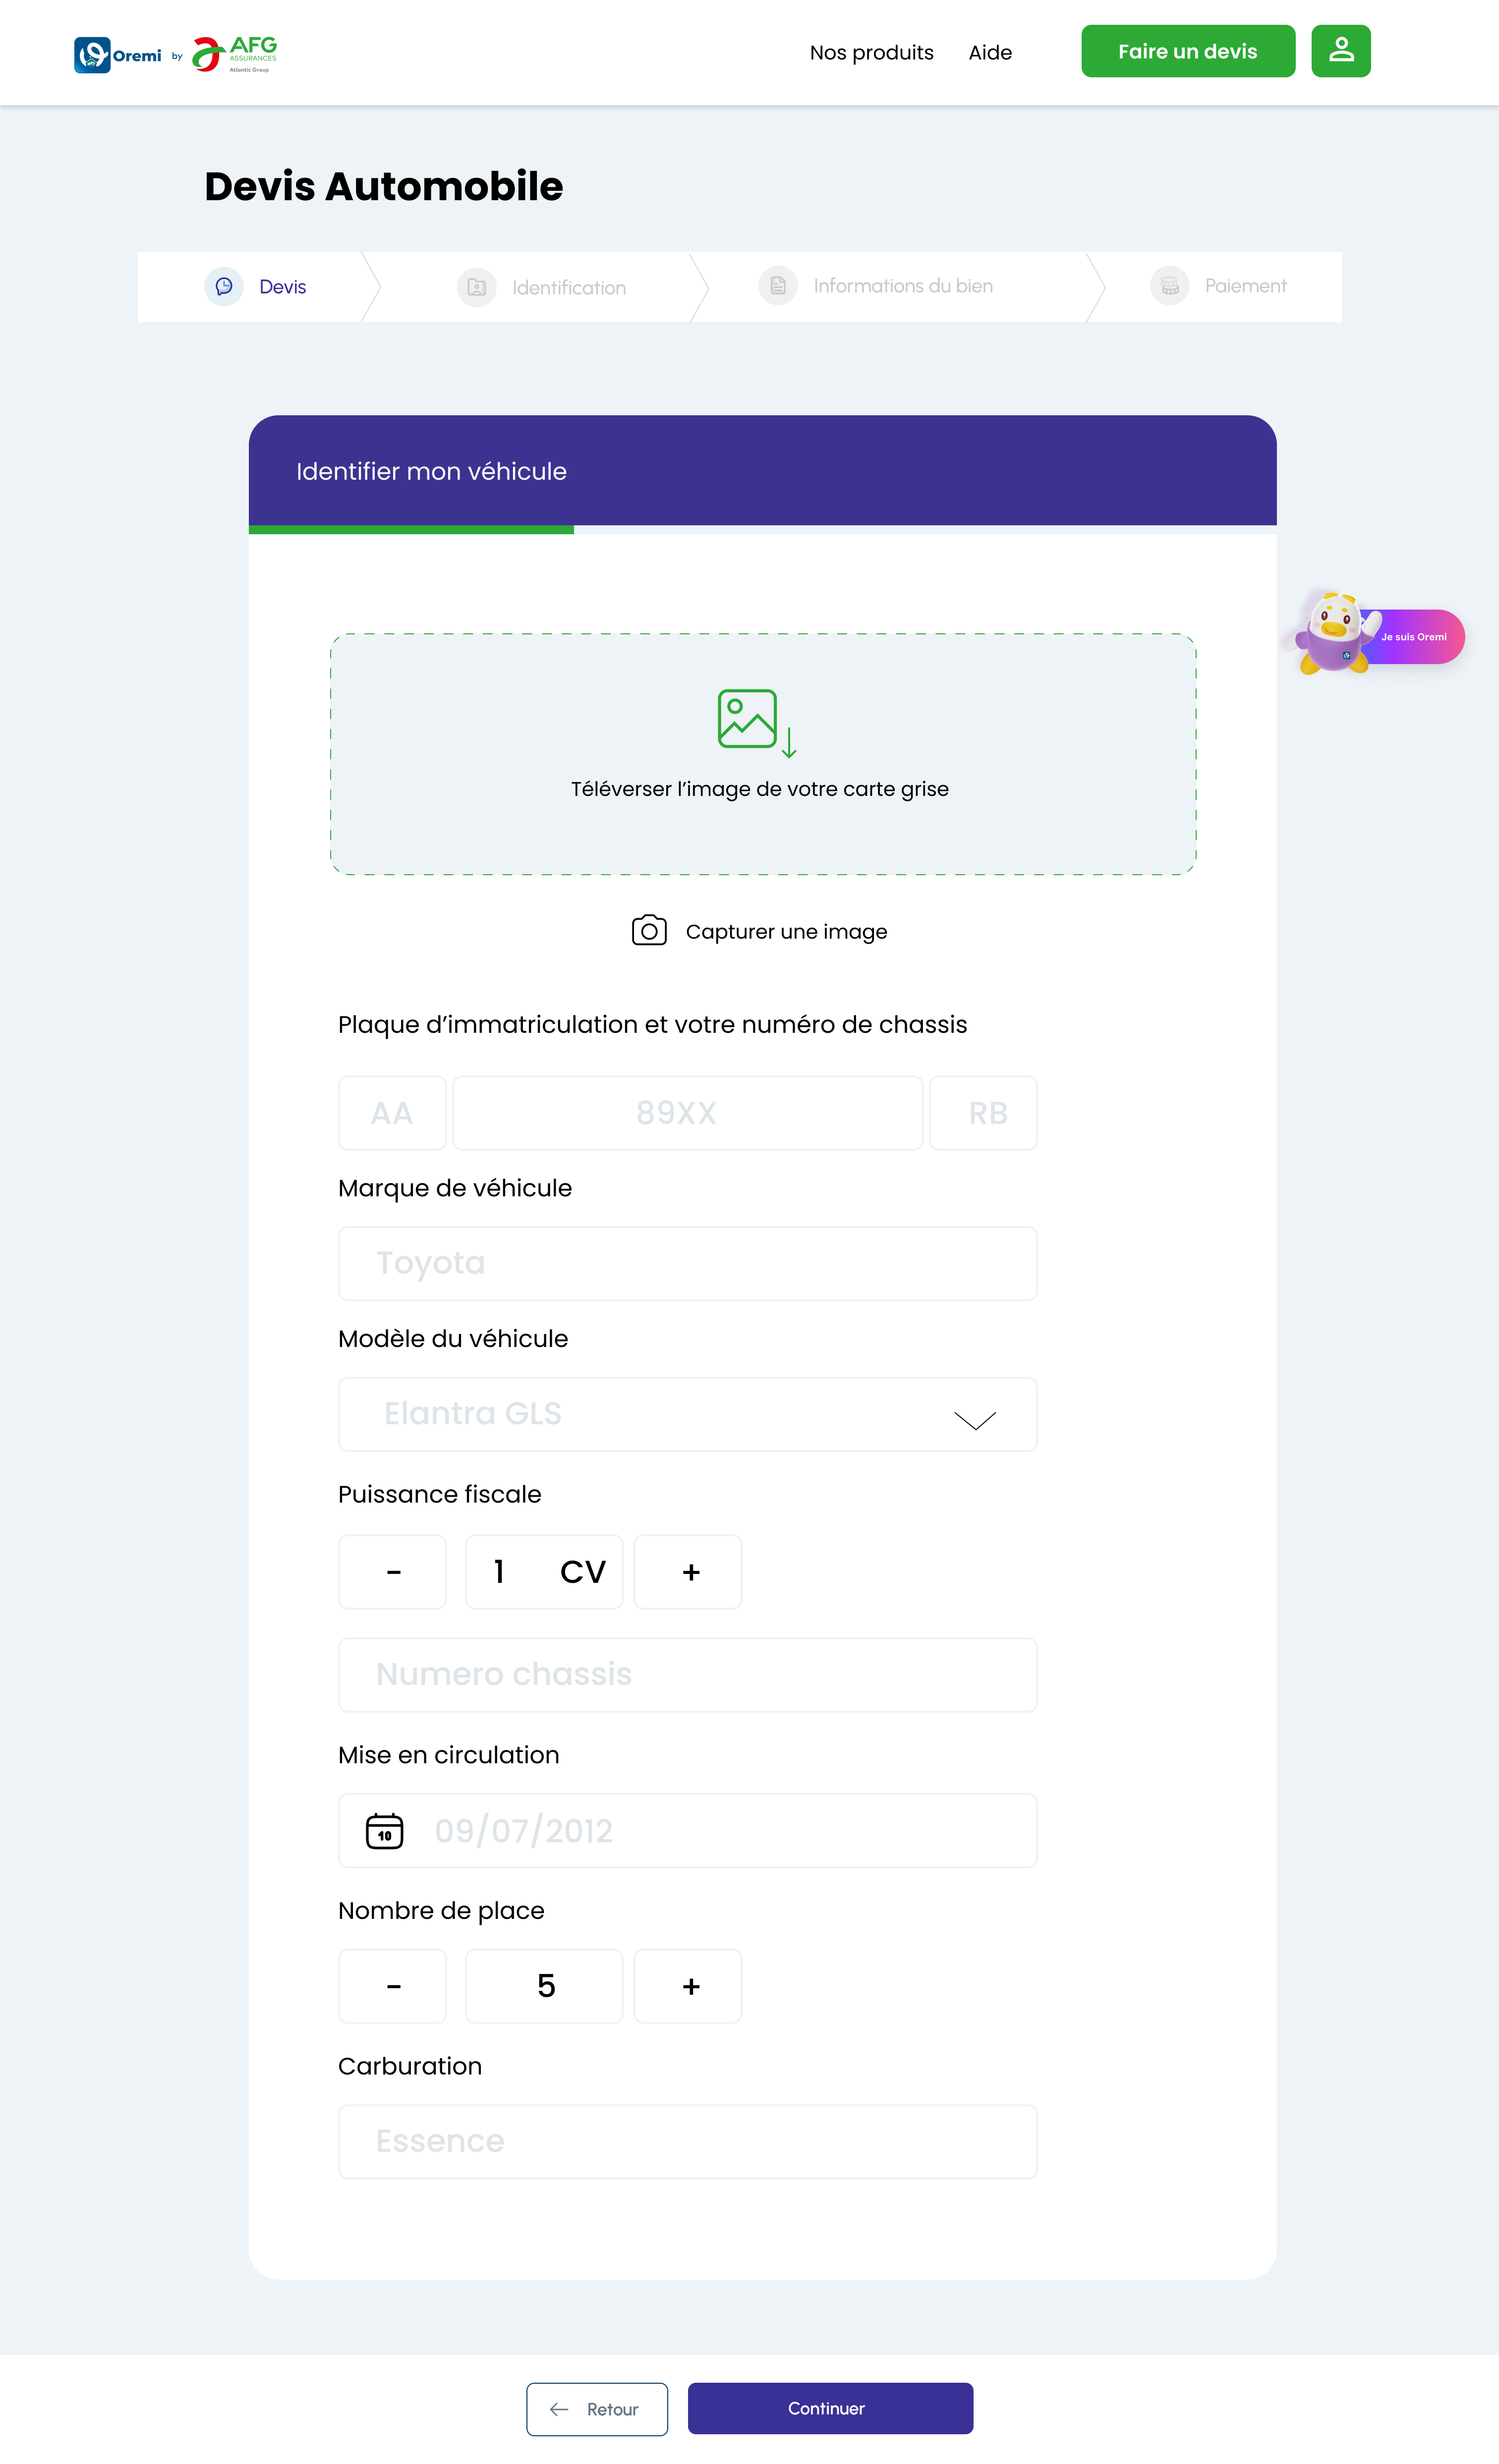 Oremi by AFG
ASSURANCES
Atlantic Group
Nos produits
Aide
Faire un devis
Devis Automobile
Devis
Identification
Informations du bien
Paiement
Identifier mon véhicule
Je suis Oremi
Téléverser l’image de votre carte grise
Capturer une image
Plaque d’immatriculation et votre numéro de chassis
AA
89XX
RB
Marque de véhicule
Toyota
Modèle du véhicule
Elantra GLS
Puissance fiscale
-
1 CV
+
Numero chassis
Mise en circulation
10
09/07/2012
Nombre de place
-
5
+
Carburation
Essence
Retour
Continuer